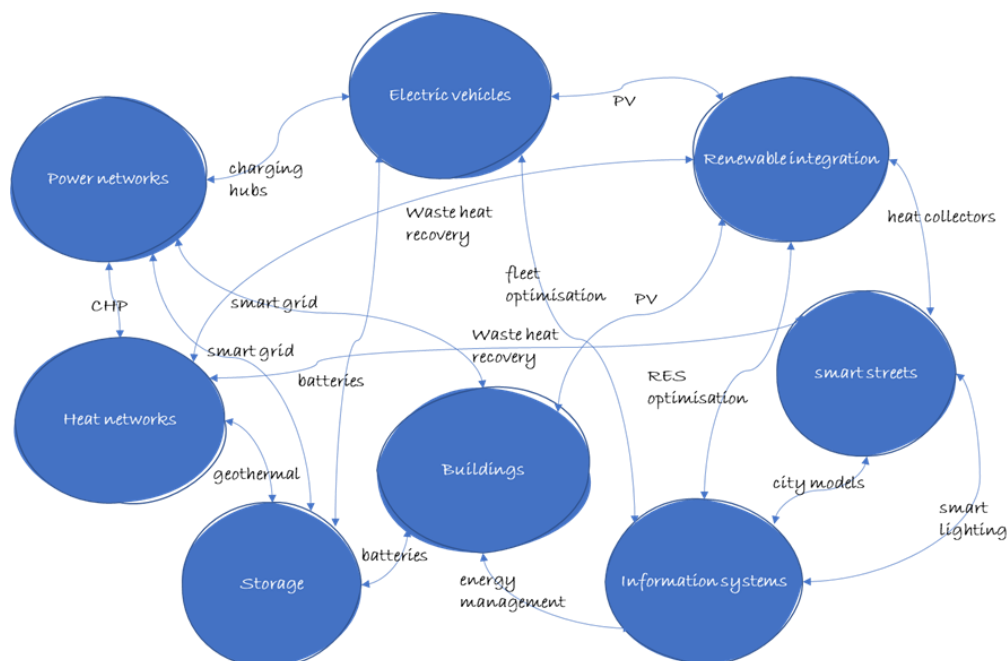 Electric vehicles
PV
Renewable integration
Power networks
charging
hubs
Waste heat
recovery
heat collectors
fleet
optimisation
CHP
smart grid
PV
Waste heat
recovery
smart grid
batteries
RES
optimisation
smart streets
Heat networks
geothermal
Buildings
city models
smart
lighting
batteries
Storage
energy
management
Information systems